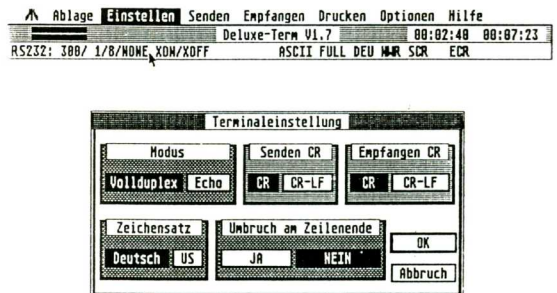 Ablage Einstellen Senden Empfangen Drucken Optionen Hilfe
Deluxe-Term V1.7 00:02:40 00:07:23
RS232: 300/ 1/8/NONE XON/XOFF ASCII FULL DEU SCR ECR
Terminaleinstellung
Modus Senden CR Empfangen CR
Vollduplex Echo CR CR-LF CR CR-LF
Zeichensatz Umbruch am Zeilenende
OK
Deutsch US JA NEIN
Abbruch